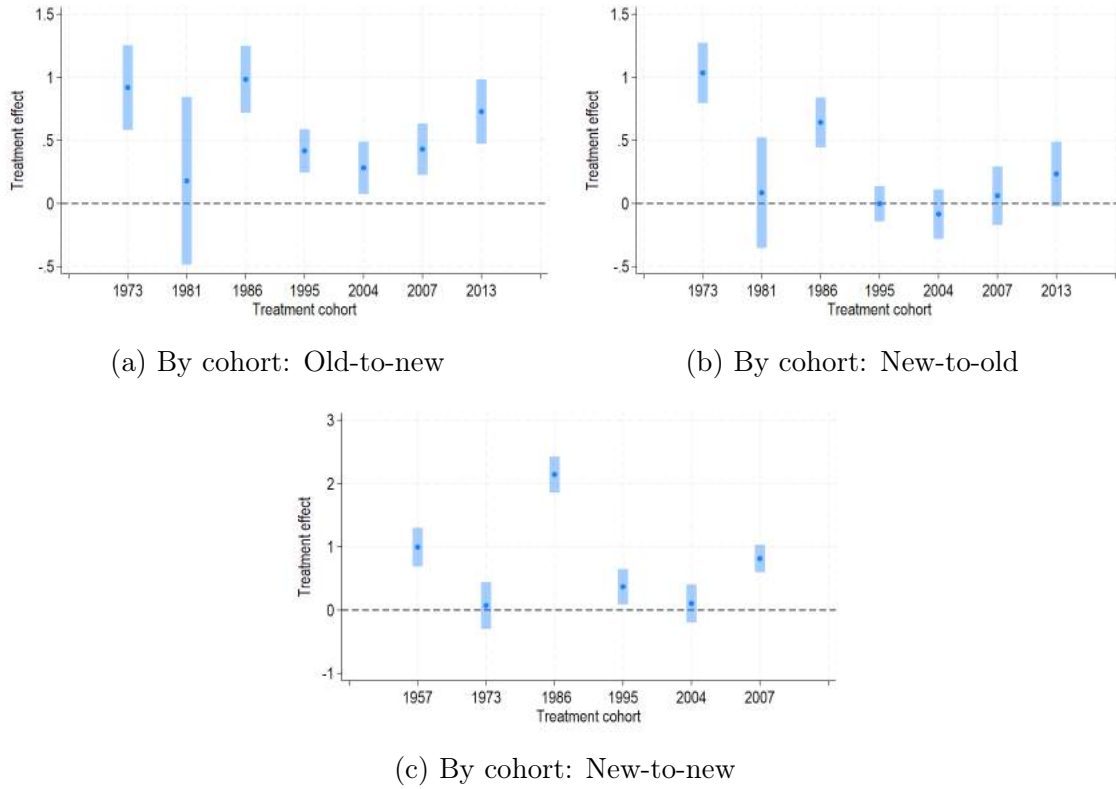 1.5
1
.5
0
-.5
Treatment effect
1973 1981 1986 1995 2004 2007 2013
Treatment cohort
(a) By cohort: Old-to-new
1.5
1
.5
0
-.5
Treatment effect
1973 1981 1986 1995 2004 2007 2013
Treatment cohort
(b) By cohort: New-to-old
3
2
1
0
-1
Treatment effect
1957 1973 1986 1995 2004 2007
Treatment cohort
(c) By cohort: New-to-new